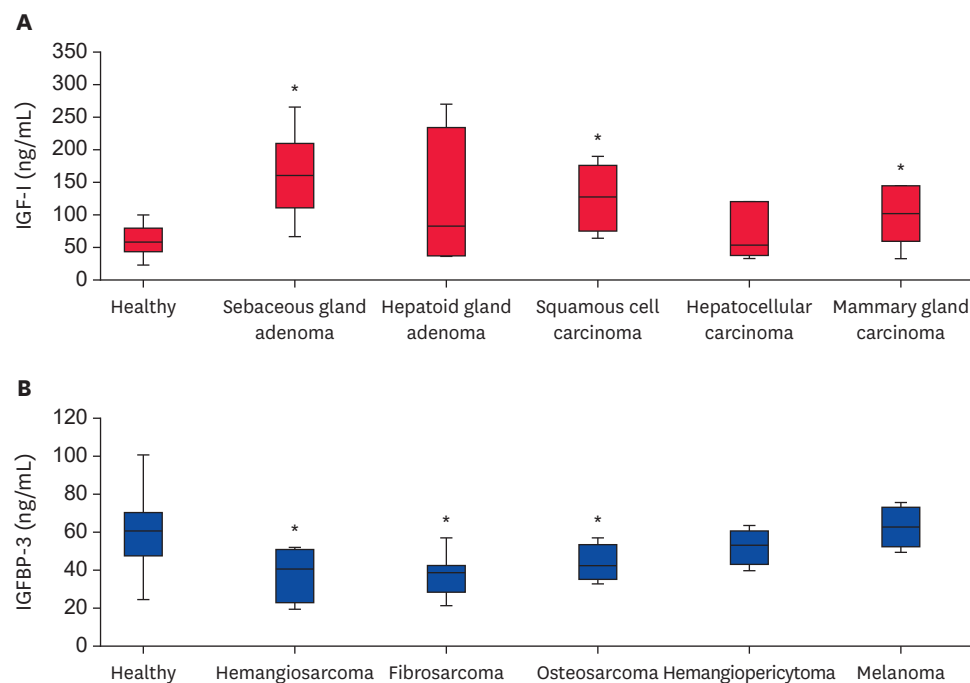 A
350
300
250
200
150
100
50
0
IGF-I (ng/mL)
*
*
*
Healthy
Sebaceous gland
adenoma
Hepatoid gland
adenoma
Squamous cell
carcinoma
Hepatocellular
carcinoma
Mammary gland
carcinoma
B
120
100
80
60
40
20
0
IGFBP-3 (ng/mL)
*
*
*
Healthy
Hemangiosarcoma
Fibrosarcoma
Osteosarcoma
Hemangiopericytoma
Melanoma